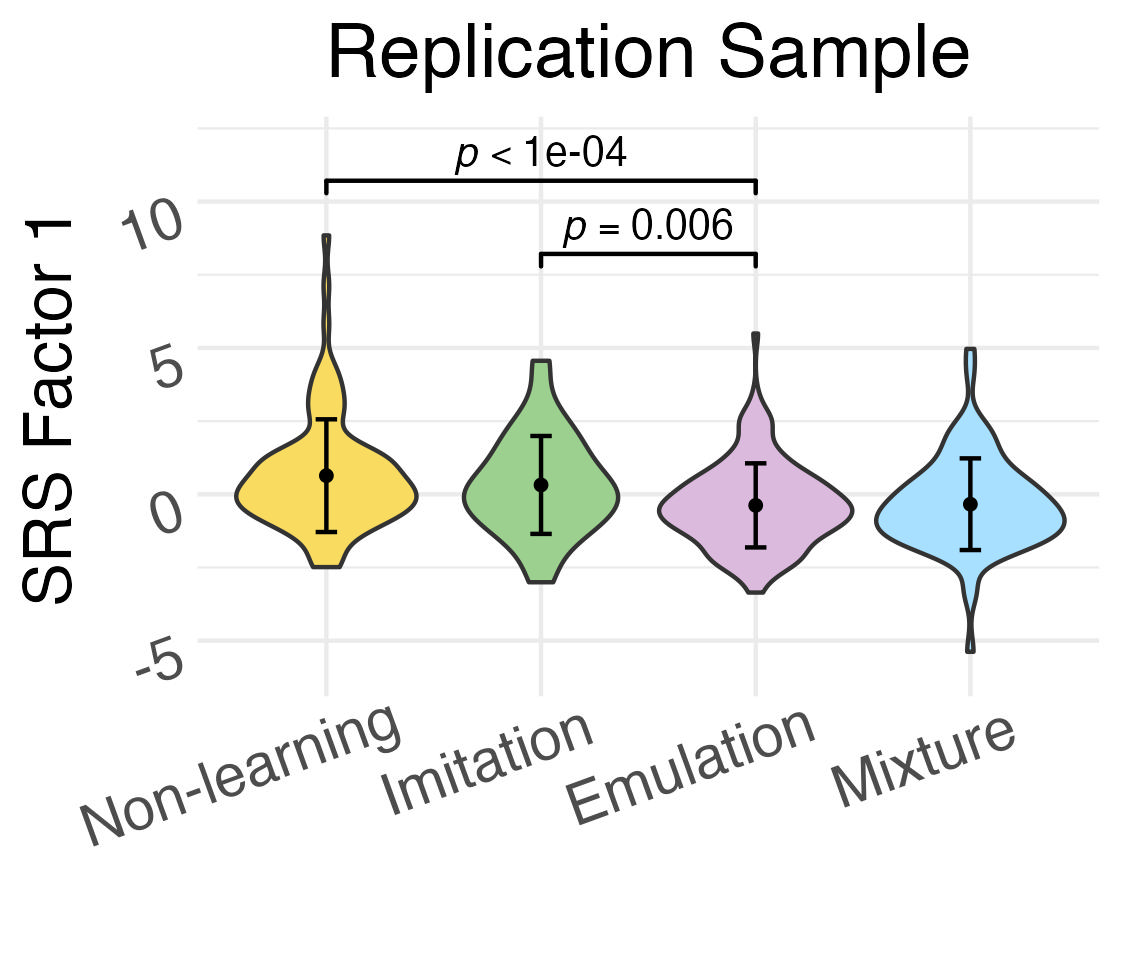 Replication Sample
p < 1e-04
p = 0.006
SRS Factor 1
10
5
0
-5
Non-learning
Imitation
Emulation
Mixture